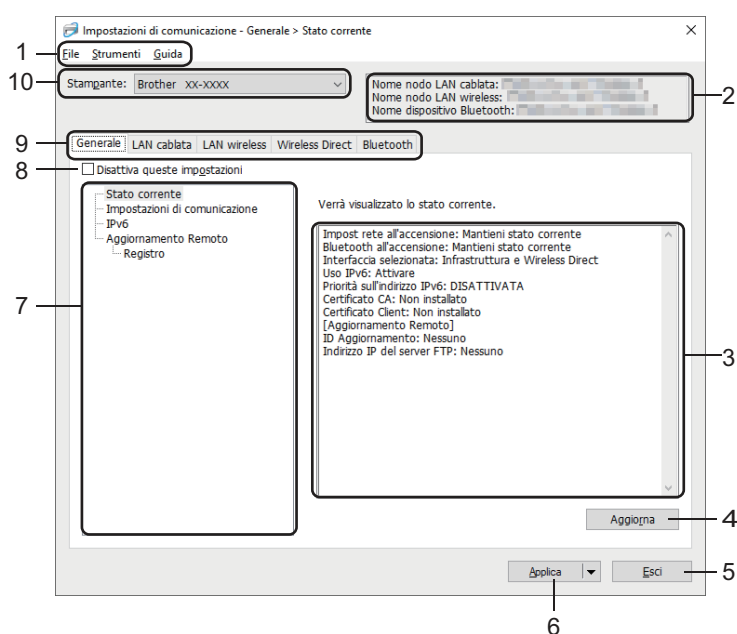 Impostazioni di comunicazione - Generale > Stato corrente
1
File Strumenti Guida
10
Stampante: Brother XX-XXXX
Nome nodo LAN cablata:
Nome nodo LAN wireless:
Nome dispositivo Bluetooth:
2
9
Generale LAN cablata LAN wireless Wireless Direct Bluetooth
8
Disattiva queste impostazioni
Stato corrente
Impostazioni di comunicazione
IPv6
Aggiornamento Remoto
Registro
7
Verrà visualizzato lo stato corrente.
Impost rete all'accensione: Mantieni stato corrente
Bluetooth all'accensione: Mantieni stato corrente
Interfaccia selezionata: Infrastruttura e Wireless Direct
Uso IPv6: Attivare
Priorità sull'indirizzo IPv6: DISATTIVATA
Certificato CA: Non installato
Certificato Client: Non installato
[Aggiornamento Remoto]
ID Aggiornamento: Nessuno
Indirizzo IP del server FTP: Nessuno
3
Aggiorna
4
Applica
Esci
5
6